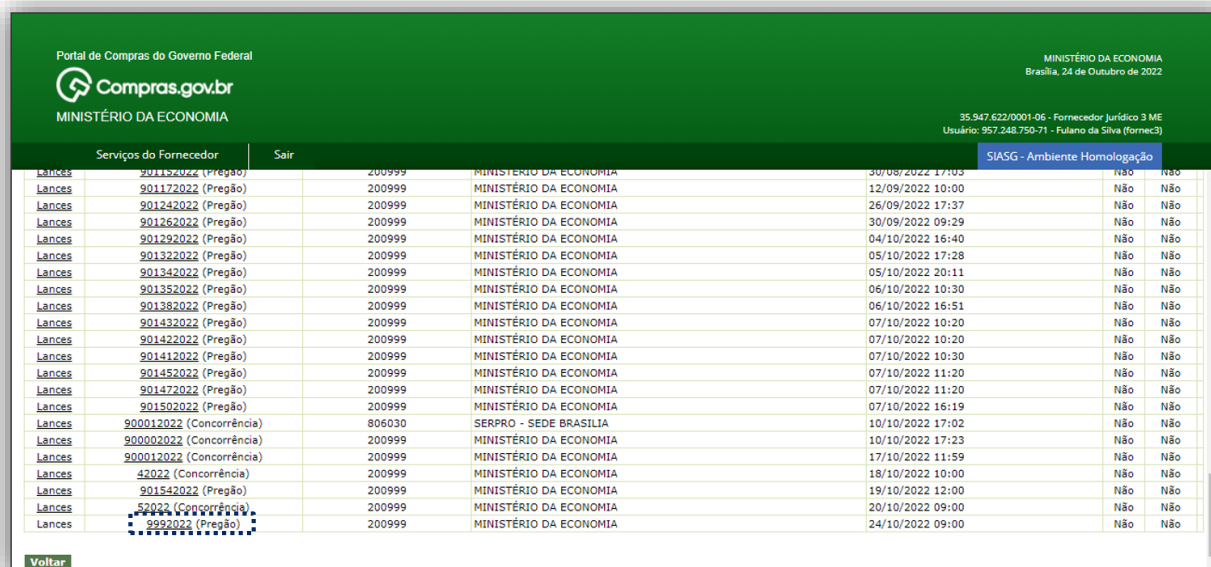 Portal de Compras do Governo Federal
Compras.gov.br
MINISTÉRIO DA ECONOMIA
MINISTÉRIO DA ECONOMIA
Brasília, 24 de Outubro de 2022
35.947.622/0001-06 - Fornecedor Jurídico 3 ME
Usuário: 957.248.750-71 - Fulano da Silva (fornec3)
Serviços do Fornecedor Sair SIASG - Ambiente Homologação
Lances 901152022 (Pregão) 200999 MINISTÉRIO DA ECONOMIA 30/08/2022 17:03 Não Não
Lances 901172022 (Pregão) 200999 MINISTÉRIO DA ECONOMIA 12/09/2022 10:00 Não Não
Lances 901242022 (Pregão) 200999 MINISTÉRIO DA ECONOMIA 26/09/2022 17:37 Não Não
Lances 901262022 (Pregão) 200999 MINISTÉRIO DA ECONOMIA 30/09/2022 09:29 Não Não
Lances 901292022 (Pregão) 200999 MINISTÉRIO DA ECONOMIA 04/10/2022 16:40 Não Não
Lances 901322022 (Pregão) 200999 MINISTÉRIO DA ECONOMIA 05/10/2022 17:28 Não Não
Lances 901342022 (Pregão) 200999 MINISTÉRIO DA ECONOMIA 05/10/2022 20:11 Não Não
Lances 901352022 (Pregão) 200999 MINISTÉRIO DA ECONOMIA 06/10/2022 10:30 Não Não
Lances 901382022 (Pregão) 200999 MINISTÉRIO DA ECONOMIA 06/10/2022 16:51 Não Não
Lances 901432022 (Pregão) 200999 MINISTÉRIO DA ECONOMIA 07/10/2022 10:20 Não Não
Lances 901422022 (Pregão) 200999 MINISTÉRIO DA ECONOMIA 07/10/2022 10:20 Não Não
Lances 901412022 (Pregão) 200999 MINISTÉRIO DA ECONOMIA 07/10/2022 10:30 Não Não
Lances 901452022 (Pregão) 200999 MINISTÉRIO DA ECONOMIA 07/10/2022 11:20 Não Não
Lances 901472022 (Pregão) 200999 MINISTÉRIO DA ECONOMIA 07/10/2022 11:20 Não Não
Lances 901502022 (Pregão) 200999 MINISTÉRIO DA ECONOMIA 07/10/2022 16:19 Não Não
Lances 900012022 (Concorrência) 806030 SERPRO - SEDE BRASILIA 10/10/2022 17:02 Não Não
Lances 900002022 (Concorrência) 200999 MINISTÉRIO DA ECONOMIA 10/10/2022 17:23 Não Não
Lances 900012022 (Concorrência) 200999 MINISTÉRIO DA ECONOMIA 17/10/2022 11:59 Não Não
Lances 42022 (Concorrência) 200999 MINISTÉRIO DA ECONOMIA 18/10/2022 10:00 Não Não
Lances 901542022 (Pregão) 200999 MINISTÉRIO DA ECONOMIA 19/10/2022 12:00 Não Não
Lances 52022 (Concorrência) 200999 MINISTÉRIO DA ECONOMIA 20/10/2022 09:00 Não Não
Lances 9992022 (Pregão) 200999 MINISTÉRIO DA ECONOMIA 24/10/2022 09:00 Não Não
Voltar